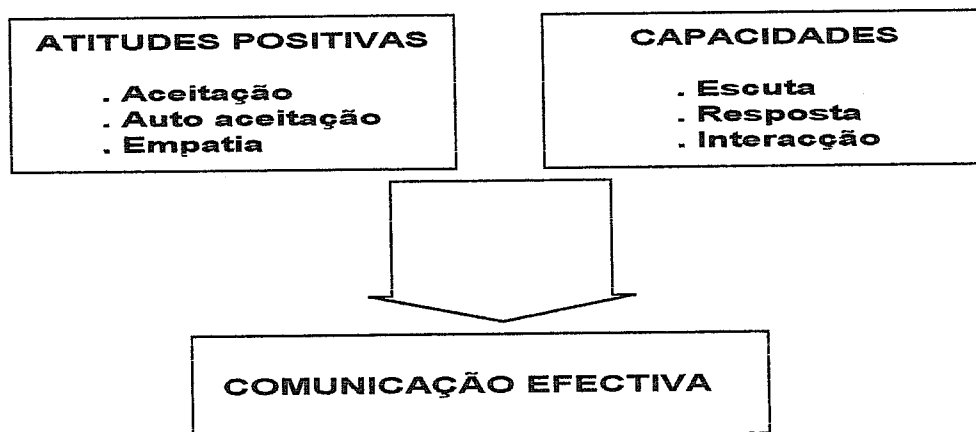 ATITUDES POSITIVAS
. Aceitação
. Auto aceitação
. Empatia
CAPACIDADES
. Escuta
. Resposta
. Interacção
COMUNICAÇÃO EFECTIVA